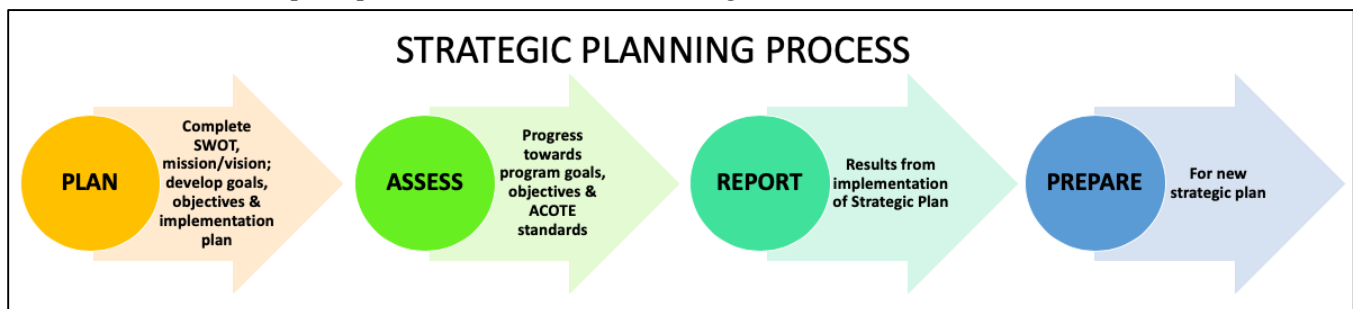 STRATEGIC PLANNING PROCESS
PLAN
Complete
SWOT,
mission/vision;
develop goals,
objectives &
implementation
plan
ASSESS
Progress
towards
program goals,
objectives &
ACOTE
standards
REPORT
Results from
implementation
of Strategic Plan
PREPARE
For new
strategic plan